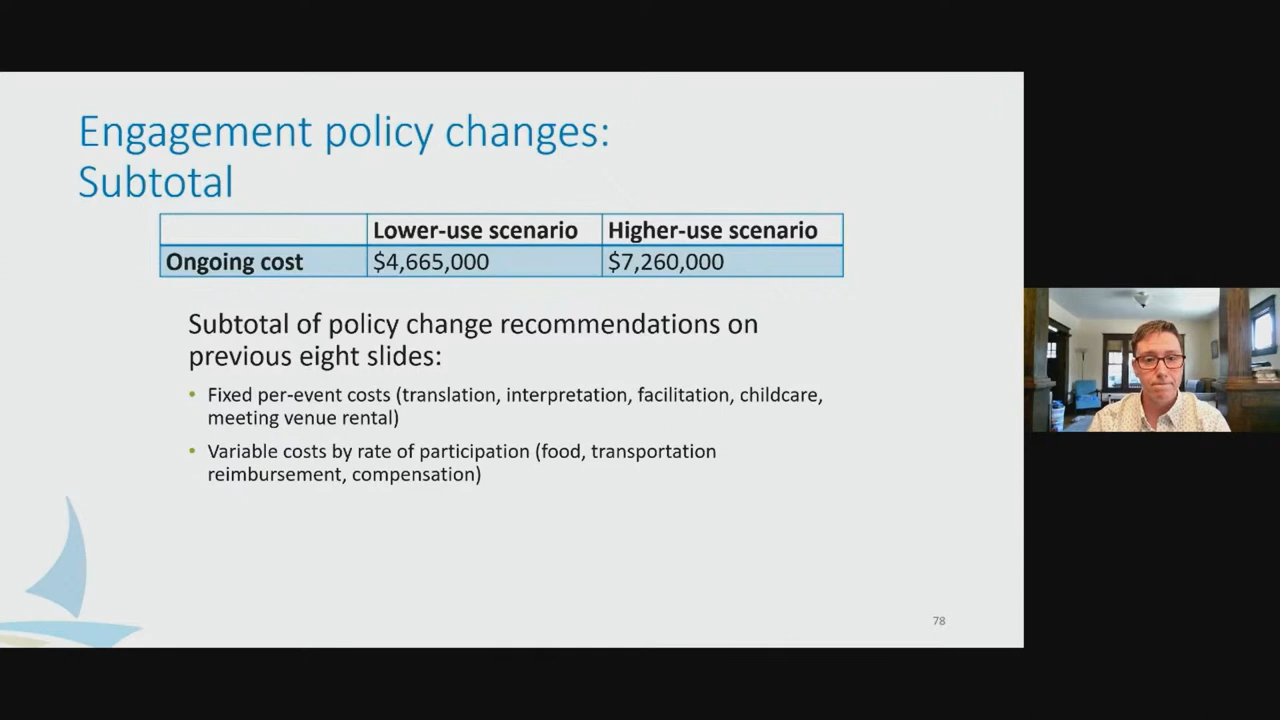 Engagement policy changes:
Subtotal
Lower-use scenario Higher-use scenario
Ongoing cost $4,665,000 $7,260,000
Subtotal of policy change recommendations on
previous eight slides:
• Fixed per-event costs (translation, interpretation, facilitation, childcare,
meeting venue rental)
• Variable costs by rate of participation (food, transportation
reimbursement, compensation)
78